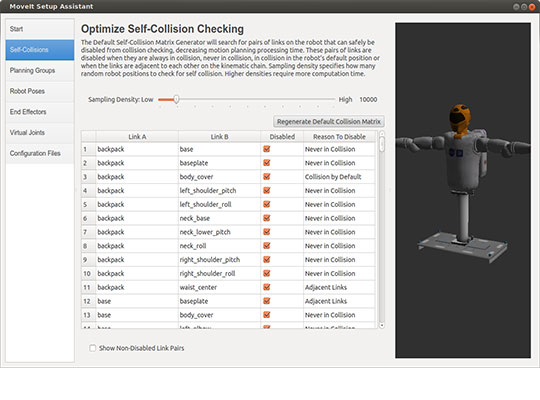 MoveIt Setup Assistant
Start
Self-Collisions
Planning Groups
Robot Poses
End Effectors
Virtual Joints
Configuration Files
Optimize Self-Collision Checking
The Default Self-Collision Matrix Generator will search for pairs of links on the robot that can safely be
disabled from collision checking, decreasing motion planning processing time. These pairs of links are
disabled when they are always in collision, never in collision, in collision in the robot's default position or
when the links are adjacent to each other on the kinematic chain. Sampling density specifies how many
random robot positions to check for self collision. Higher densities require more computation time.
Sampling Density: Low High 10000
Regenerate Default Collision Matrix
Link A Link B Disabled Reason To Disable
1 backpack base Never in Collision
2 backpack baseplate Never in Collision
3 backpack body_cover Collision by Default
4 backpack left_shoulder_pitch Never in Collision
5 backpack left_shoulder_roll Never in Collision
6 backpack neck_base Never in Collision
7 backpack neck_lower_pitch Never in Collision
8 backpack neck_roll Never in Collision
9 backpack right_shoulder_pitch Never in Collision
10 backpack right_shoulder_roll Never in Collision
11 backpack waist_center Adjacent Links
12 base baseplate Adjacent Links
13 base body_cover Never in Collision
14 base left_elbow Never in Collision
Show Non-Disabled Link Pairs